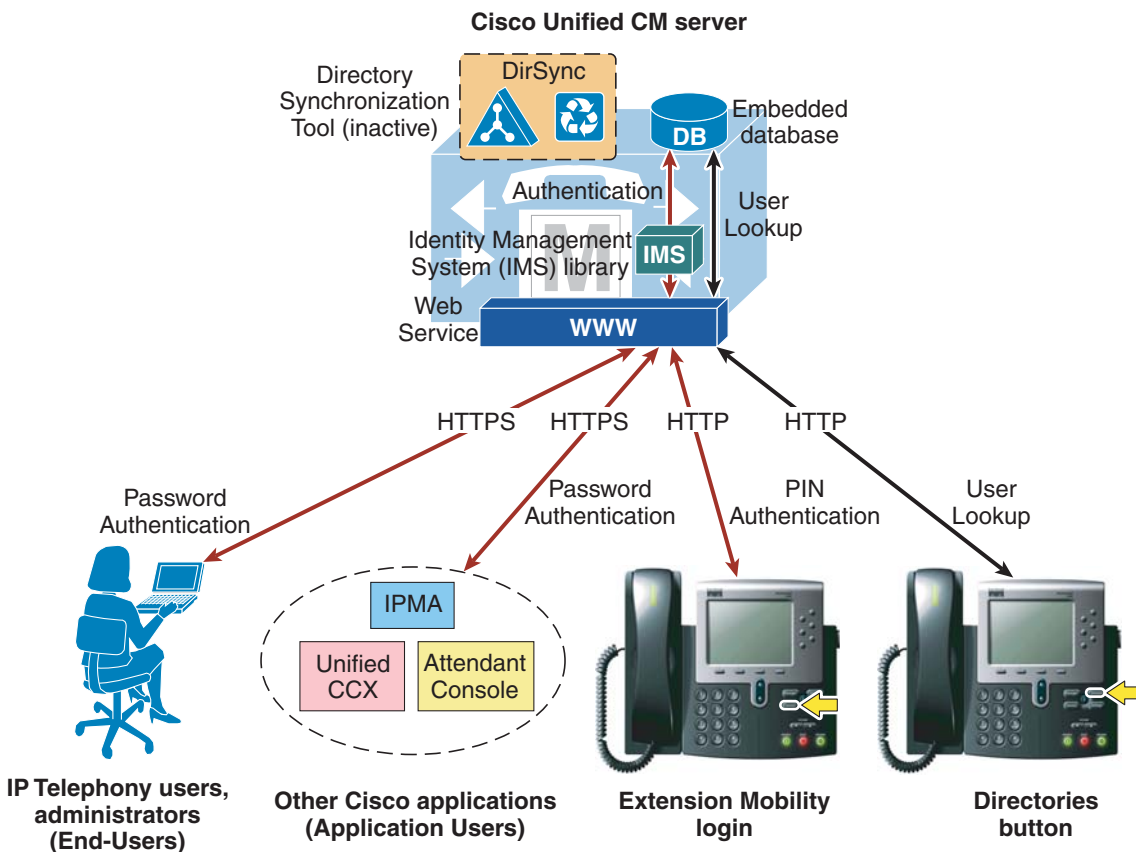 Cisco Unified CM server
DirSync
Directory
Synchronization
Tool (inactive)
DB
Embedded
database
Authentication
User
Lookup
Identity Management
System (IMS) library
IMS
M
Web
Service
WWW
HTTPS
HTTPS
HTTP
HTTP
Password
Authentication
Password
Authentication
PIN
Authentication
User
Lookup
IPMA
Unified
CCX
Attendant
Console
IP Telephony users,
administrators
(End-Users)
Other Cisco applications
(Application Users)
Extension Mobility
login
Directories
button